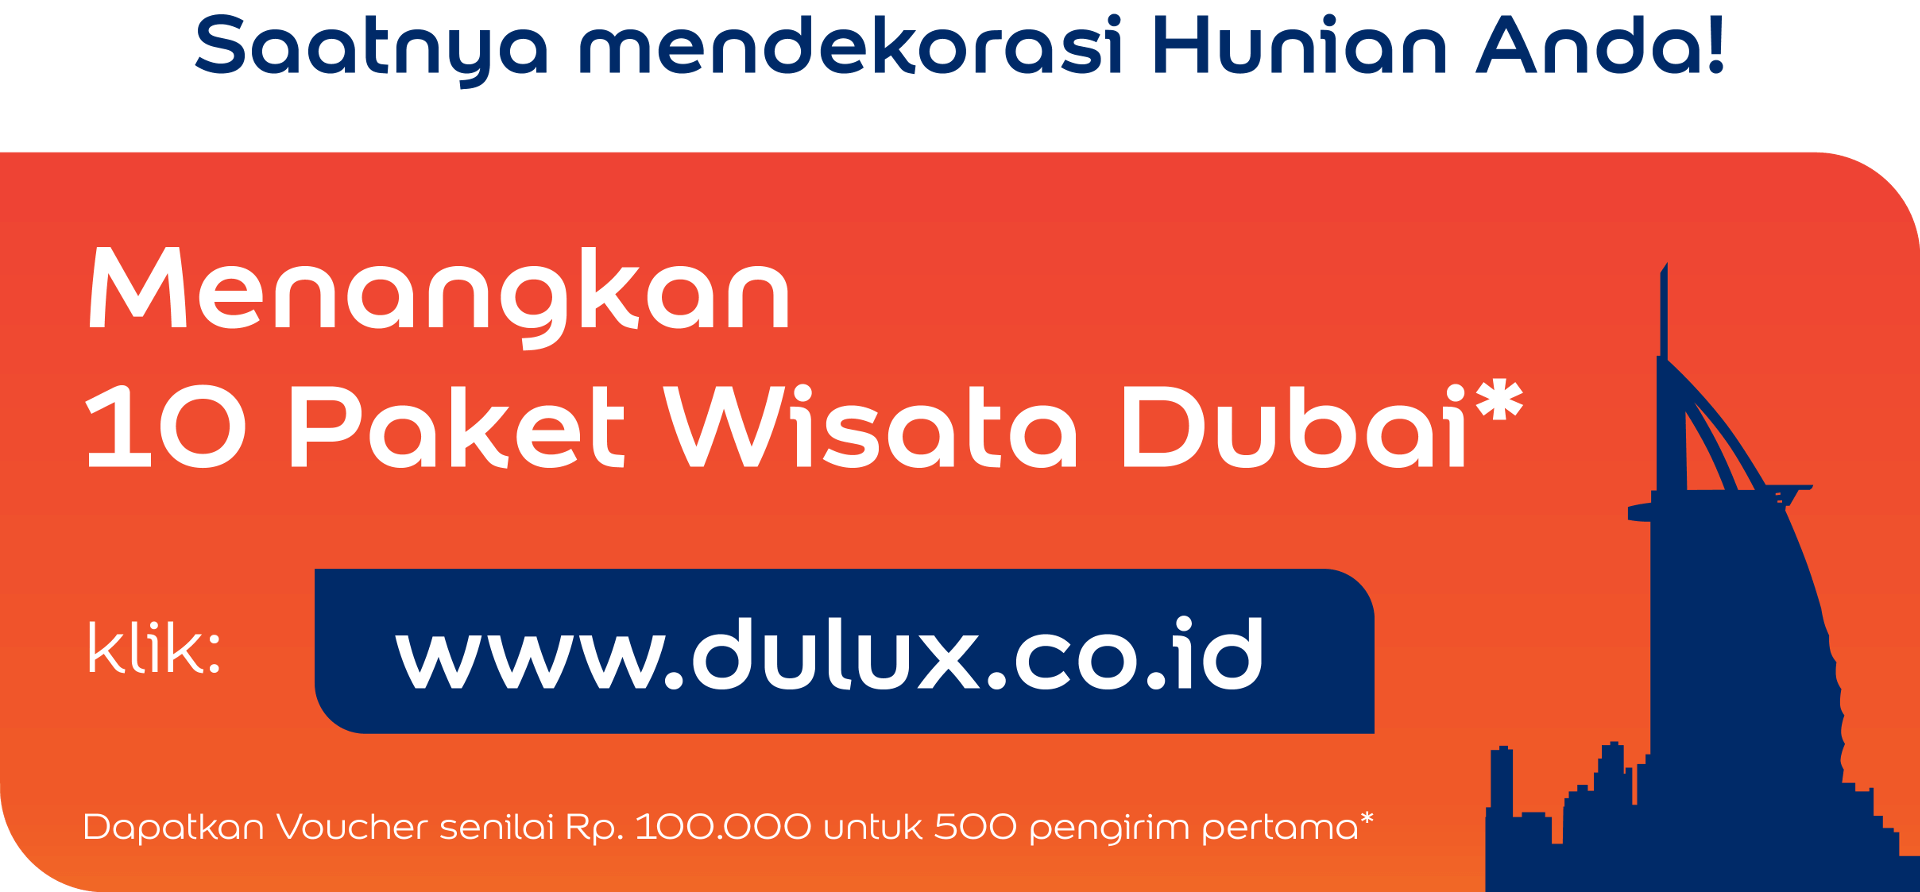 Saatnya mendekorasi Hunian Anda!
Menangkan
10 Paket Wisata Dubai*
klik:
www.dulux.co.id
Dapatkan Voucher senilai Rp. 100.000 untuk 500 pengirim pertama*